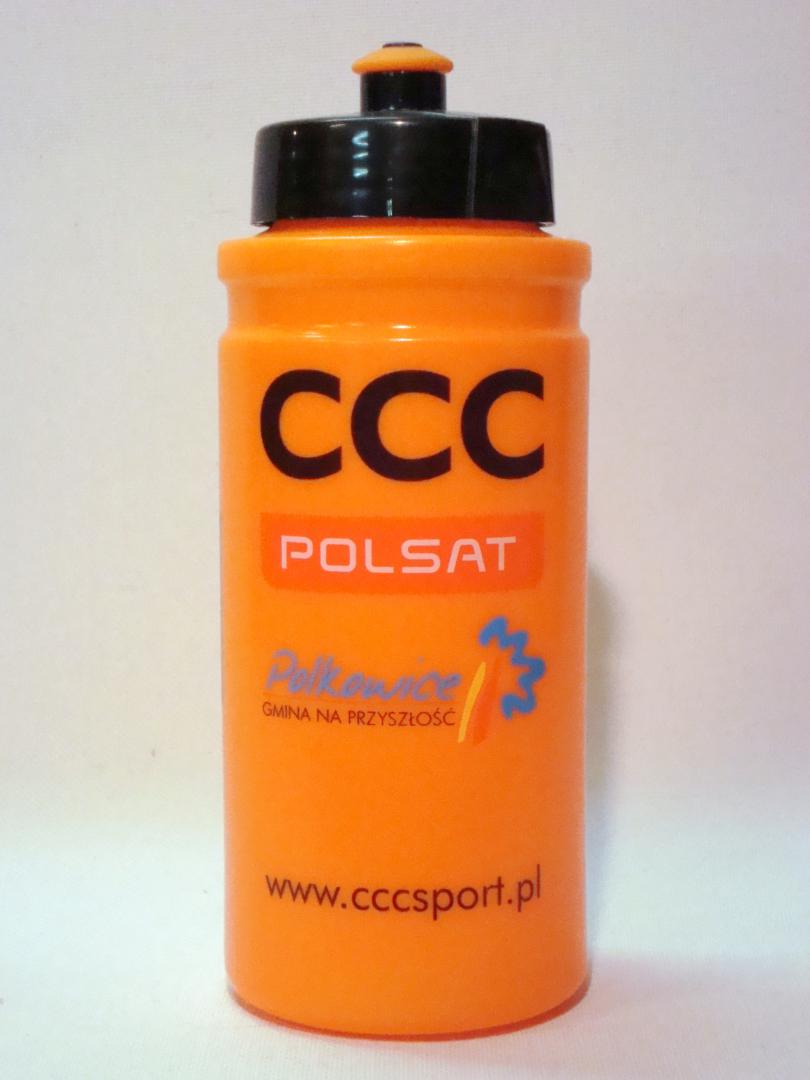 CCC
POLSAT
Polkowice
GMINA NA PRZYSZŁOŚĆ
www.cccsport.pl